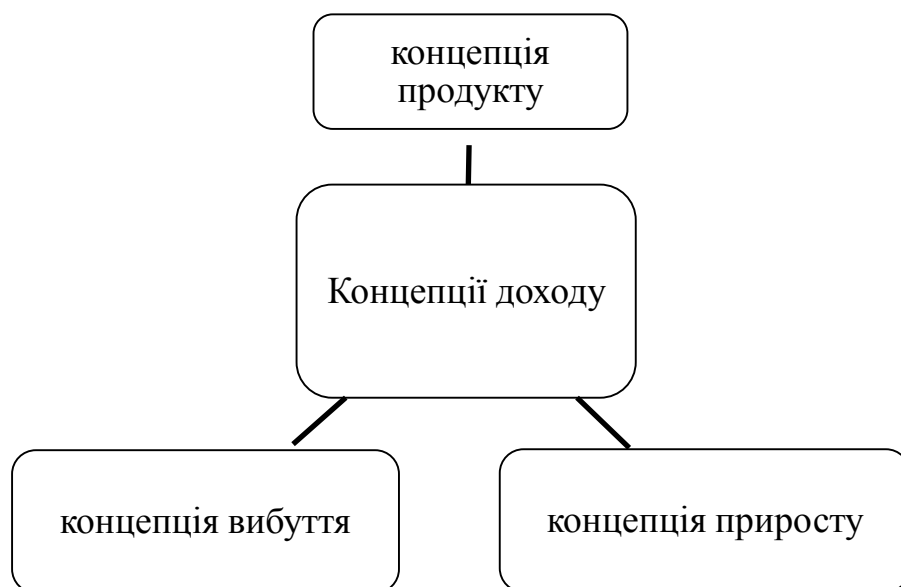 концепція
продукту
Концепції доходу
концепція вибуття
концепція приросту